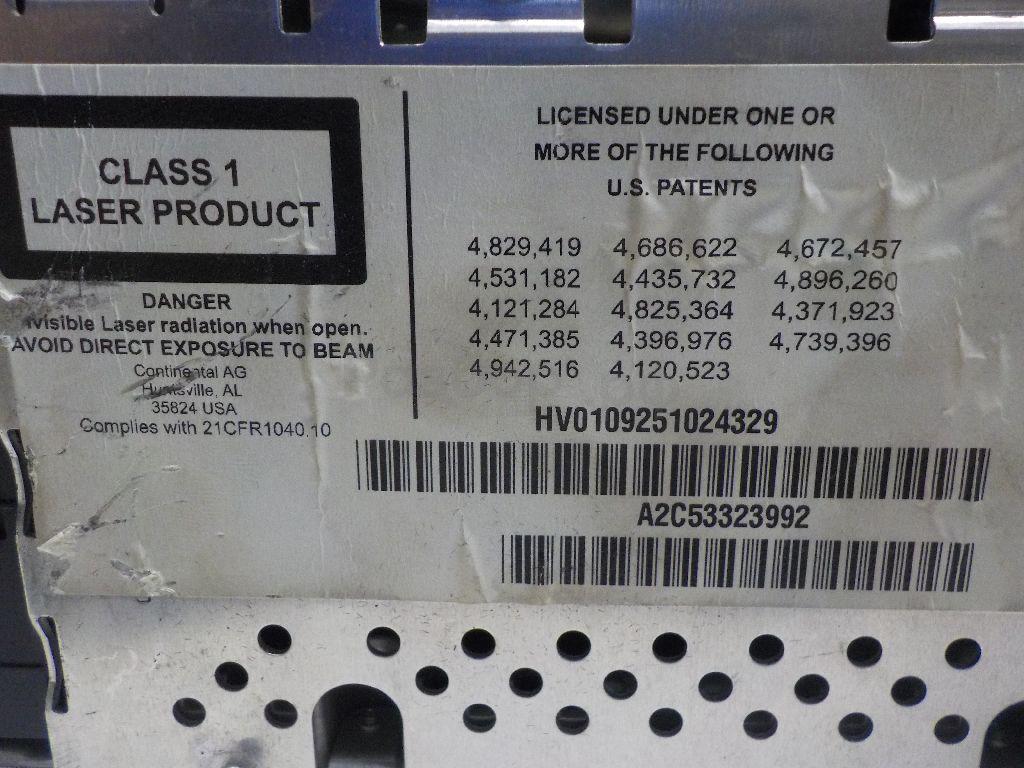 CLASS 1
LASER PRODUCT
DANGER
Laser radiation when open.
AVOID DIRECT EXPOSURE TO BEAM
Continental AG
Huntsville, AL
35824 USA
Complies with 21CFR1040.10
LICENSED UNDER ONE OR
MORE OF THE FOLLOWING
U.S. PATENTS
4,829,419 4,686,622 4,672,457
4,531,182 4,435,732 4,896,260
4,121,284 4,825,364 4,371,923
4,471,385 4,396,976 4,739,396
4,942,516 4,120,523
HV0109251024329
A2C53323992